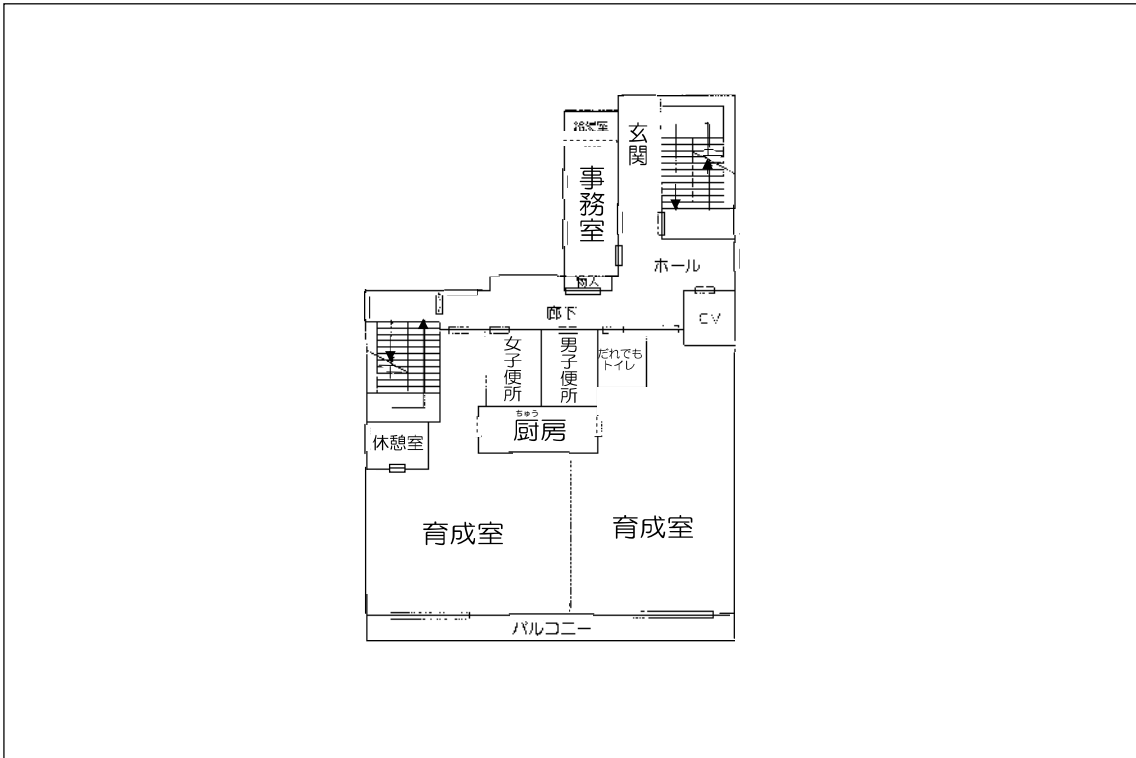 玄関
事務室
ホール
物入
廊下
女子便所
男子便所
だれでも
トイレ
ちゅう
厨房
休憩室
育成室
育成室
バルコニー